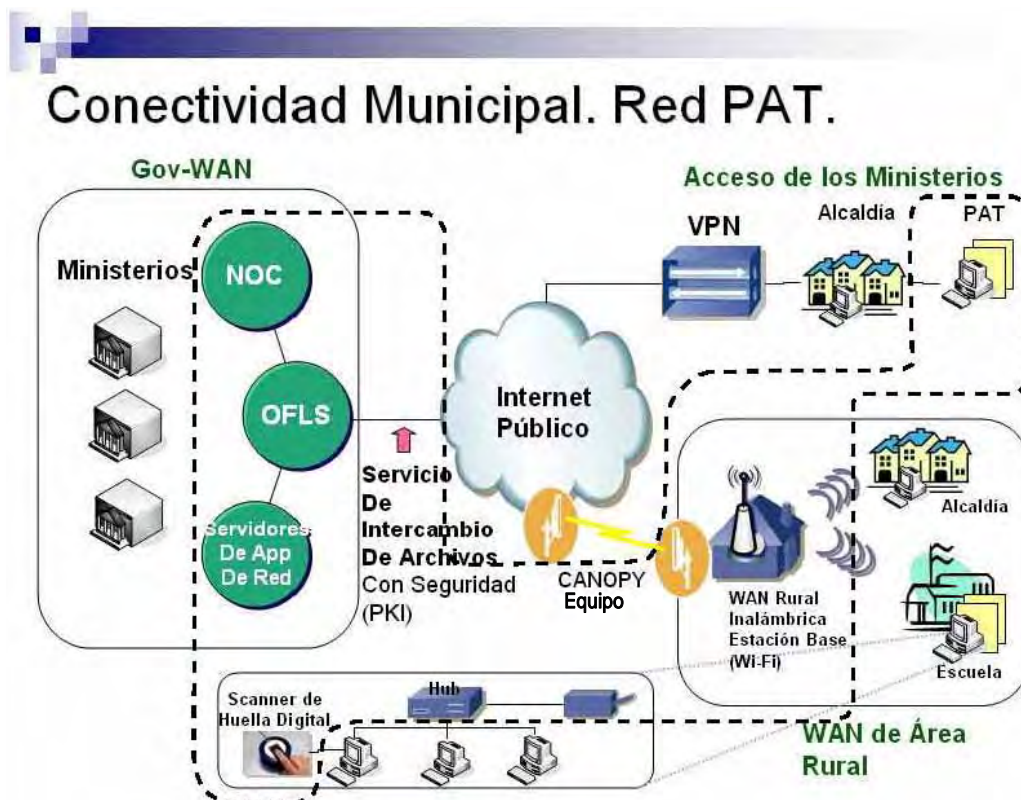 Conectividad Municipal. Red PAT.
Gov-WAN
Ministerios
NOC
OFLS
Servidores
De App
De Red
Servicio
De
Intercambio
De Archivos
Con Seguridad
(PKI)
Internet
Público
Acceso de los Ministerios
VPN
Alcaldía
PAT
CANOPY
Equipo
WAN Rural
Inalámbrica
Estación Base
(Wi-Fi)
Alcaldía
Escuela
WAN de Área
Rural
Scanner de
Huella Digital
Hub